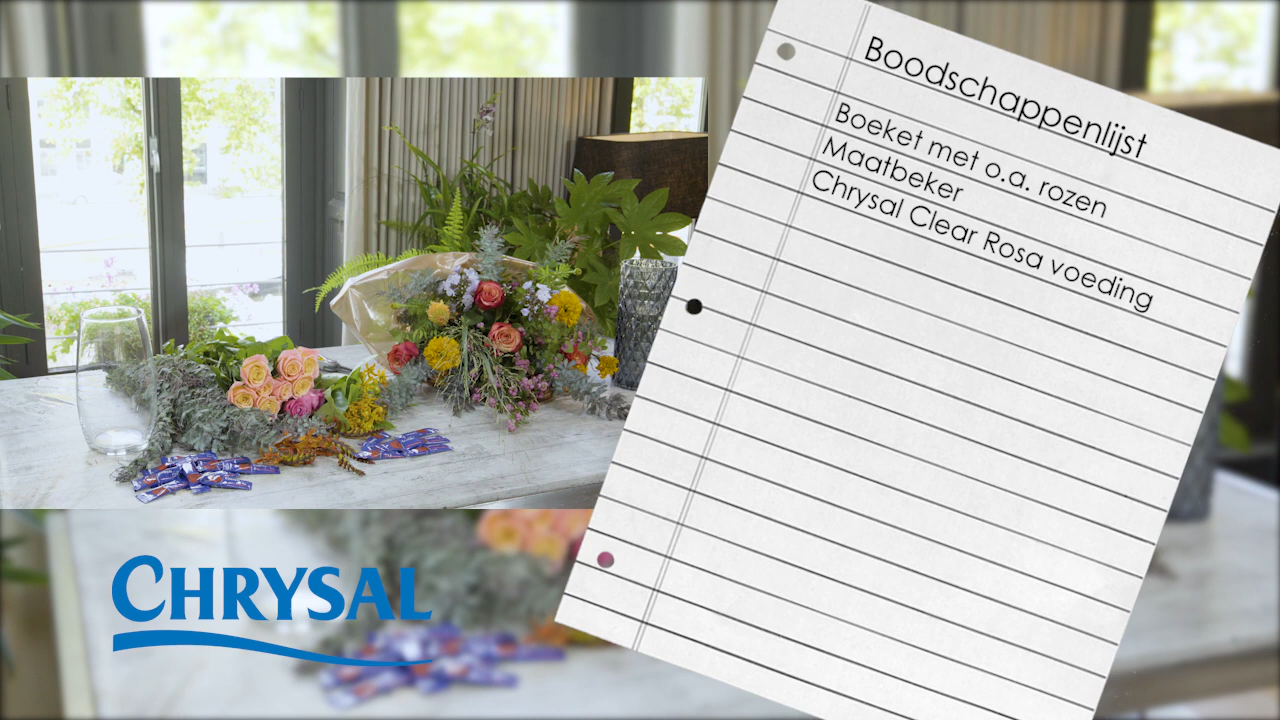 Boodschappenlijst
Boeket met o.a. rozen
Maatbeker
Chrysal Clear Rosa voeding
CHRYSAL